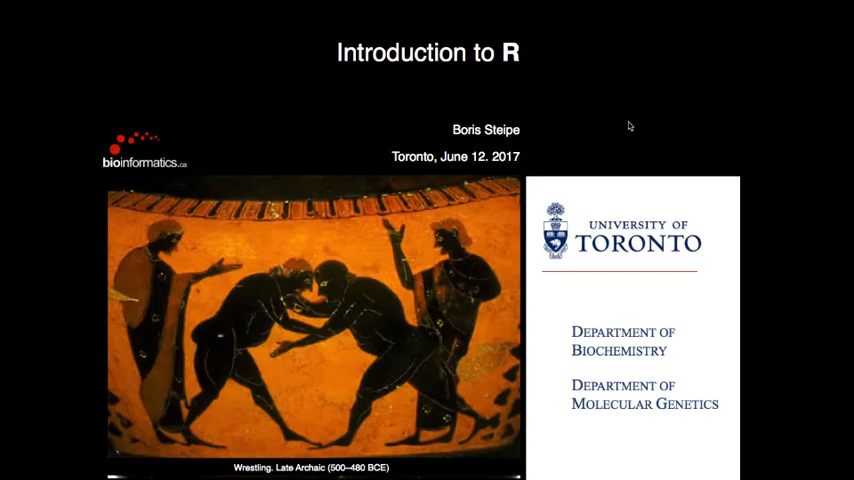 Introduction to R
Boris Steipe
Toronto, June 12. 2017
bioinformatics.ca
UNIVERSITY OF
TORONTO
DEPARTMENT OF
BIOCHEMISTRY
DEPARTMENT OF
MOLECULAR GENETICS
Wrestling. Late Archaic (500–480 BCE)